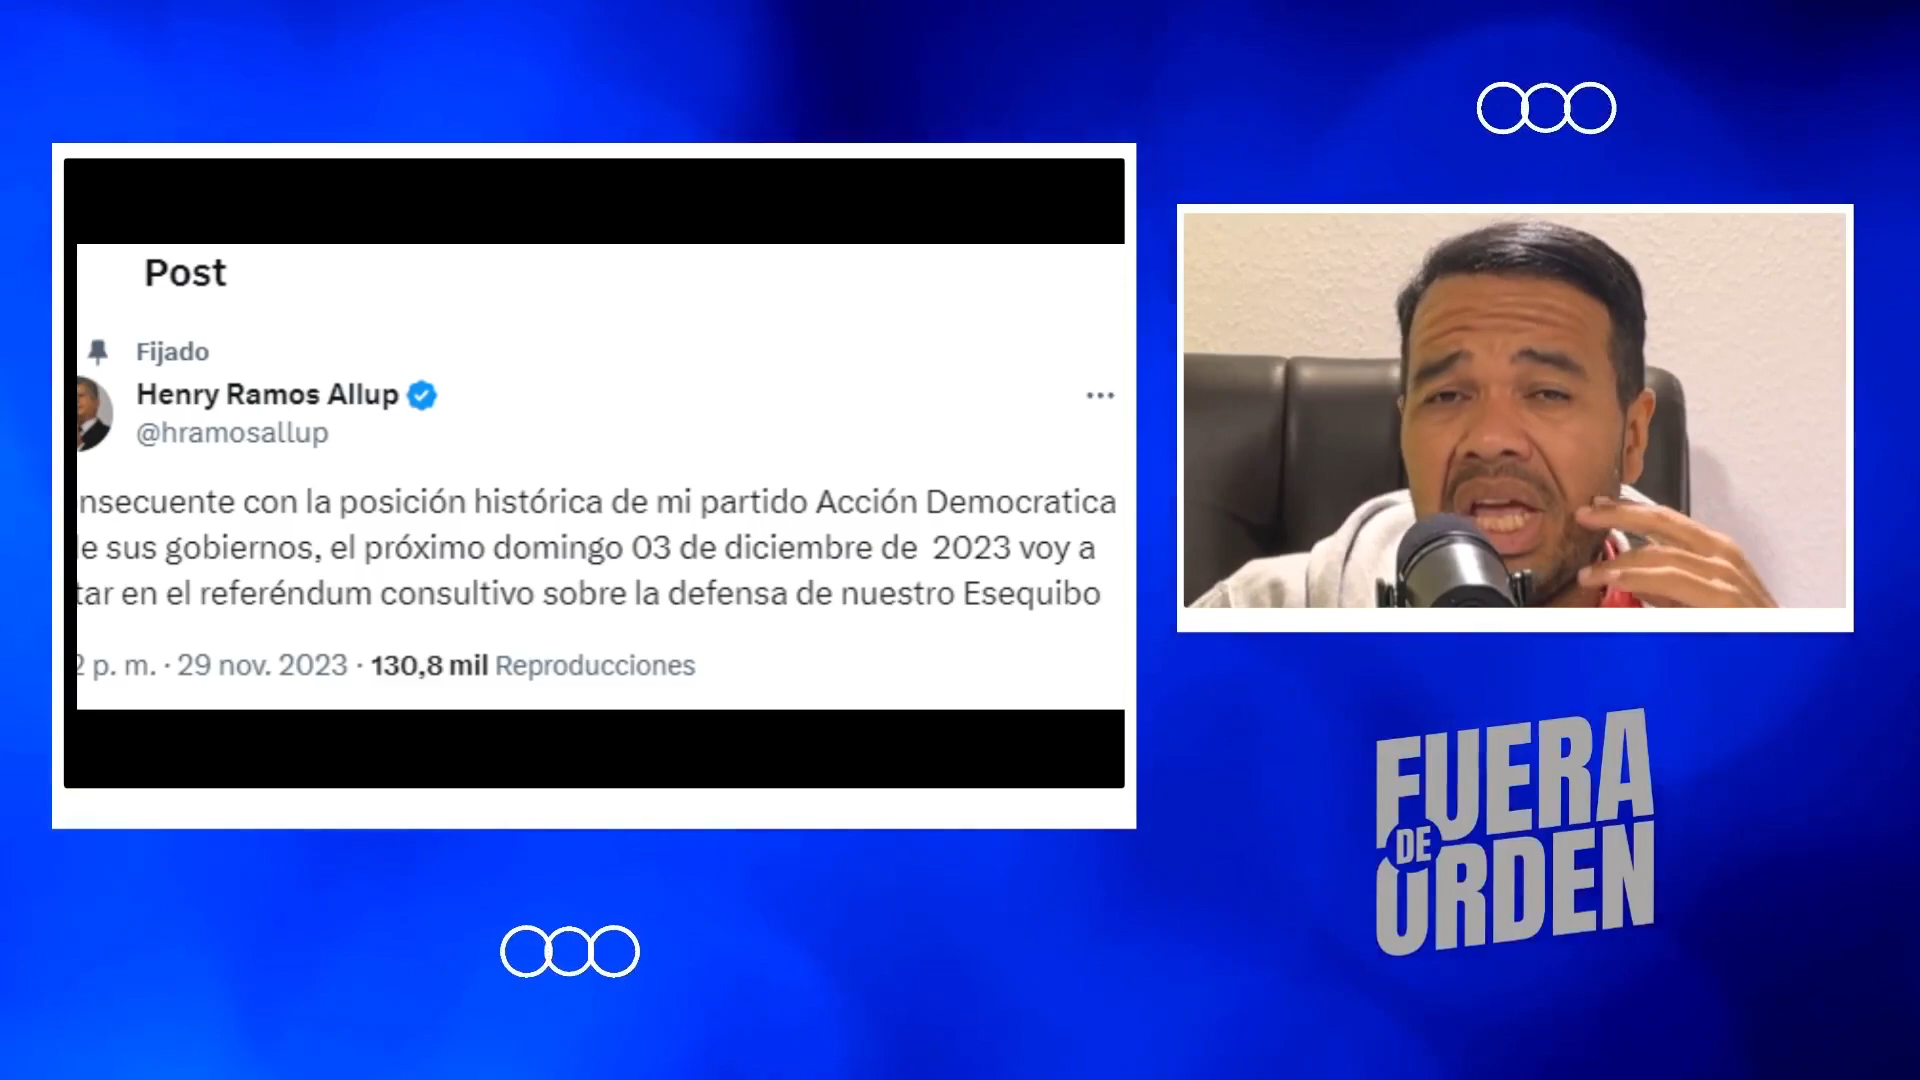 Post
Fijado
Henry Ramos Allup
@hramosallup
nsecuente con la posición histórica de mi partido Acción Democratica
e sus gobiernos, el próximo domingo 03 de diciembre de 2023 voy a
tar en el referéndum consultivo sobre la defensa de nuestro Esequibo
2 p. m. · 29 nov. 2023 · 130,8 mil Reproducciones
FUERA
DE
ORDEN